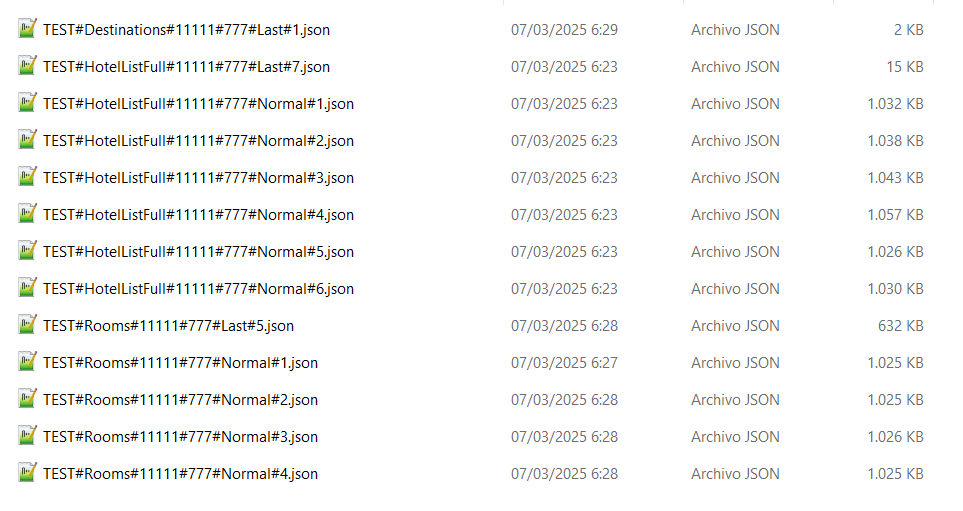 TEST#Destinations#11111#777#Last#1.json 07/03/2025 6:29 Archivo JSON 2 KB
TEST#HotelListFull#11111#777#Last#7.json 07/03/2025 6:23 Archivo JSON 15 KB
TEST#HotelListFull#11111#777#Normal#1.json 07/03/2025 6:23 Archivo JSON 1.032 KB
TEST#HotelListFull#11111#777#Normal#2.json 07/03/2025 6:23 Archivo JSON 1.038 KB
TEST#HotelListFull#11111#777#Normal#3.json 07/03/2025 6:23 Archivo JSON 1.043 KB
TEST#HotelListFull#11111#777#Normal#4.json 07/03/2025 6:23 Archivo JSON 1.057 KB
TEST#HotelListFull#11111#777#Normal#5.json 07/03/2025 6:23 Archivo JSON 1.026 KB
TEST#HotelListFull#11111#777#Normal#6.json 07/03/2025 6:23 Archivo JSON 1.030 KB
TEST#Rooms#11111#777#Last#5.json 07/03/2025 6:28 Archivo JSON 632 KB
TEST#Rooms#11111#777#Normal#1.json 07/03/2025 6:27 Archivo JSON 1.025 KB
TEST#Rooms#11111#777#Normal#2.json 07/03/2025 6:28 Archivo JSON 1.025 KB
TEST#Rooms#11111#777#Normal#3.json 07/03/2025 6:28 Archivo JSON 1.026 KB
TEST#Rooms#11111#777#Normal#4.json 07/03/2025 6:28 Archivo JSON 1.025 KB